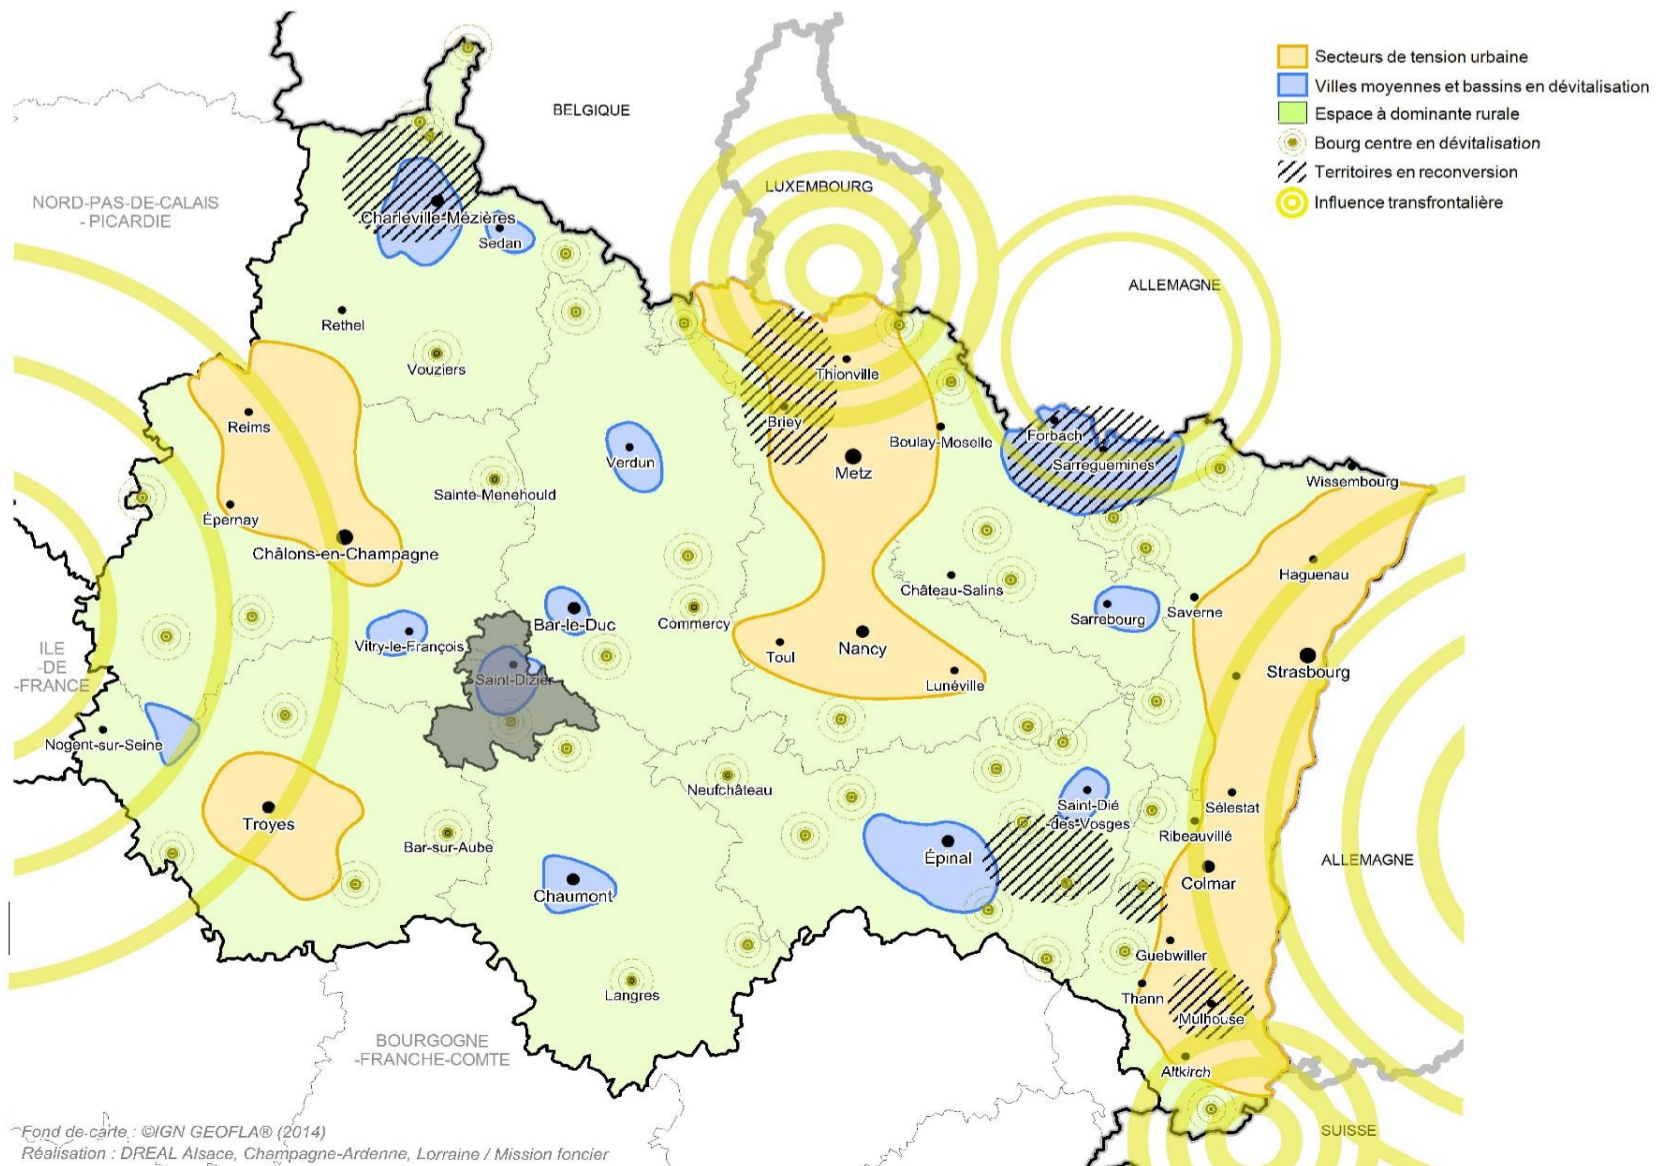 Secteurs de tension urbaine
Villes moyennes et bassins en dévitalisation
Espace à dominante rurale
Bourg centre en dévitalisation
Territoires en reconversion
Influence transfrontalière
BELGIQUE
LUXEMBOURG
NORD-PAS-DE-CALAIS
- PICARDIE
Charleville-Mézières
Sedan
ALLEMAGNE
Rethel
Vouziers
Thionville
Reims
Briey
Boulay-Moselle
Forbach
Verdun
Metz
Sarreguemines
Wissembourg
Sainte-Menehould
Épernay
Châlons-en-Champagne
Haguenau
Château-Salins
Saverne
Commercy
Sarrebourg
Bar-le-Duc
Vitry-le-François
ILE
-DE
-FRANCE
Toul
Nancy
Strasbourg
Saint-Dizier
Lunéville
Nogent-sur-Seine
Neufchâteau
Saint-Dié
-des-Vosges
Sélestat
Troyes
Ribeauvillé
Bar-sur-Aube
Épinal
ALLEMAGNE
Colmar
Chaumont
Guebwiller
Langres
Thann
Mulhouse
BOURGOGNE
-FRANCHE-COMTE
Altkirch
SUISSE
Fond de carte : ©IGN GEOFLA® (2014)
Réalisation : DREAL Alsace, Champagne-Ardenne, Lorraine / Mission foncier